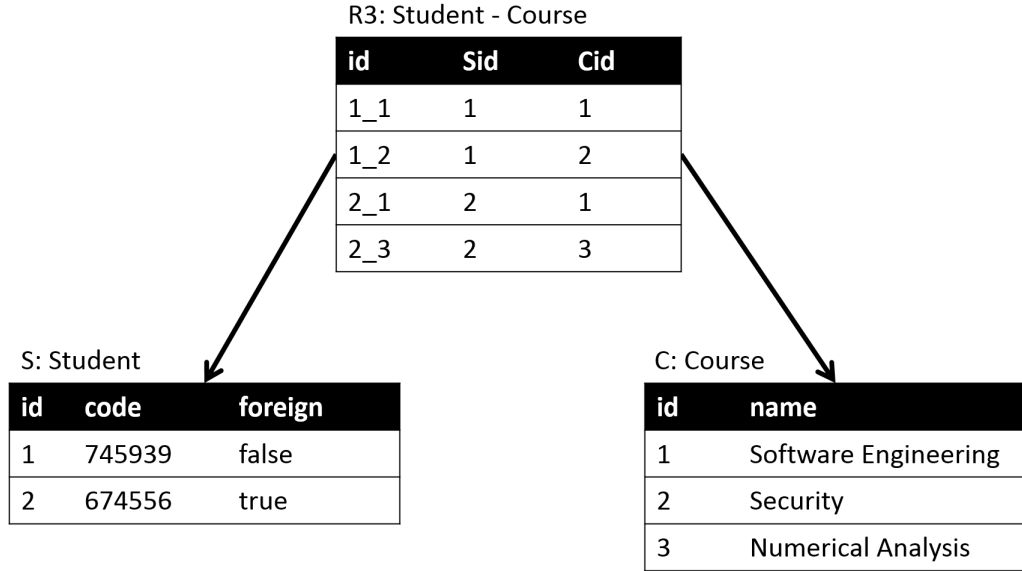 R3: Student - Course
id Sid Cid
1_1 1 1
1_2 1 2
2_1 2 1
2_3 2 3
S: Student
id code foreign
1 745939 false
2 674556 true
C: Course
id name
1 Software Engineering
2 Security
3 Numerical Analysis